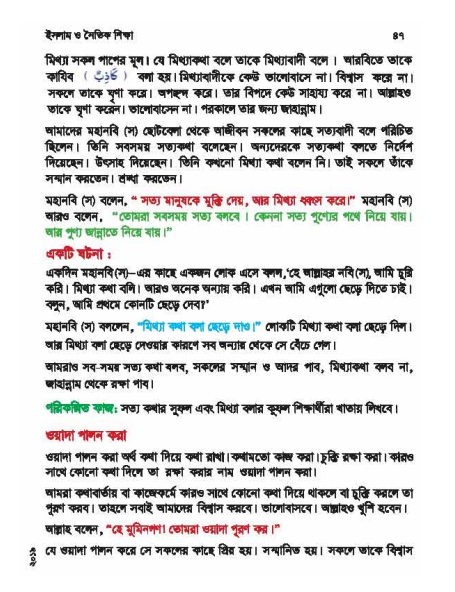 ইসলাম ও নৈতিক শিক্ষা ৪৭
মিথ্যা সকল পাপের মূল। যে মিথ্যাকথা বলে তাকে মিথ্যাবাদী বলে । আরবিতে তাকে
কাযিব ( كَاذِبٌ ) বলা হয়। মিথ্যাবাদীকে কেউ ভালোবাসে না। বিশ্বাস করে না।
সকলে তাকে ঘৃণা করে। অপছন্দ করে। তার বিপদে কেউ সাহায্য করে না। আল্লাহও
তাকে ঘৃণা করেন। ভালোবাসেন না। পরকালে তার জন্য জাহান্নাম।
আমাদের মহানবি (স) ছোটবেলা থেকে আজীবন সকলের কাছে সত্যবাদী বলে পরিচিত
ছিলেন। তিনি সবসময় সত্যকথা বলেছেন। অন্যদেরকে সত্যকথা বলতে নির্দেশ
দিয়েছেন। উৎসাহ দিয়েছেন। তিনি কখনো মিথ্যা কথা বলেন নি। তাই সকলে তাঁকে
সম্মান করতেন। শ্রদ্ধা করতেন।
মহানবি (স) বলেন, “ সত্য মানুষকে মুক্তি দেয়, আর মিথ্যা ধ্বংস করে।” মহানবি (স)
আরও বলেন, “তোমরা সবসময় সত্য বলবে । কেননা সত্য পুণ্যের পথে নিয়ে যায়।
আর পুণ্য জান্নাতে নিয়ে যায়।”
একটি ঘটনা :
একদিন মহানবি(স)–এর কাছে একজন লোক এসে বলল,‘হে আল্লাহর নবি(স), আমি চুরি
করি। মিথ্যা কথা বলি। আরও অনেক অন্যায় করি। এখন আমি এগুলো ছেড়ে দিতে চাই।
বলুন, আমি প্রথমে কোনটি ছেড়ে দেব?’
মহানবি (স) বললেন, “মিথ্যা কথা বলা ছেড়ে দাও।” লোকটি মিথ্যা কথা বলা ছেড়ে দিল।
আর মিথ্যা বলা ছেড়ে দেওয়ার কারণে সব অন্যায় থেকে সে বেঁচে গেল।
আমরাও সব-সময় সত্য কথা বলব, সকলের সম্মান ও আদর পাব, মিথ্যাকথা বলব না,
জাহান্নাম থেকে রক্ষা পাব।
পরিকল্পিত কাজ: সত্য কথার সুফল এবং মিথ্যা বলার কুফল শিক্ষার্থীরা খাতায় লিখবে।
ওয়াদা পালন করা
ওয়াদা পালন করা অর্থ কথা দিয়ে কথা রাখা। কথামতো কাজ করা। চুক্তি রক্ষা করা। কারও
সাথে কোনো কথা দিলে তা রক্ষা করার নাম ওয়াদা পালন করা।
আমরা কথাবার্তায় বা কাজেকর্মে কারও সাথে কোনো কথা দিয়ে থাকলে বা চুক্তি করলে তা
পূরণ করব। তাহলে সবাই আমাদের বিশ্বাস করবে। ভালোবাসবে। আল্লাহও খুশি হবেন।
আল্লাহ বলেন, “হে মুমিনগণ! তোমরা ওয়াদা পূরণ কর।”
যে ওয়াদা পালন করে সে সকলের কাছে প্রিয় হয়। সম্মানিত হয়। সকলে তাকে বিশ্বাস